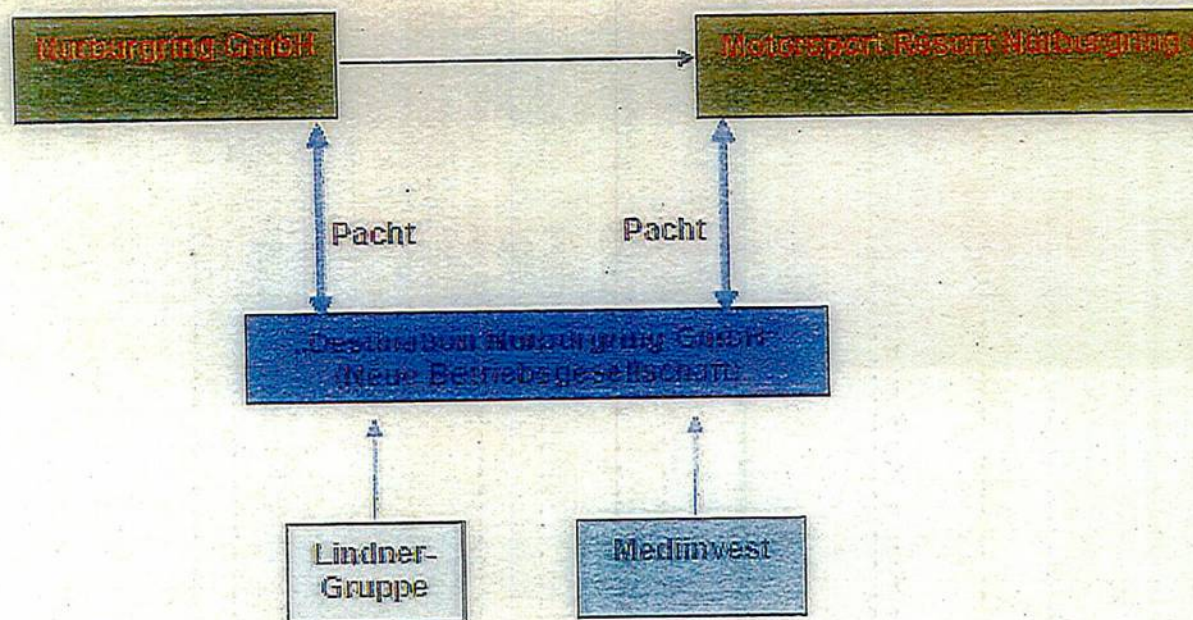 Nürburgring GmbH
Motorsport Resort Nürburgring
Pacht
Pacht
„Destination Nürburgring GmbH“
(Neue Betriebsgesellschaft)
Lindner-
Gruppe
Mediinvest